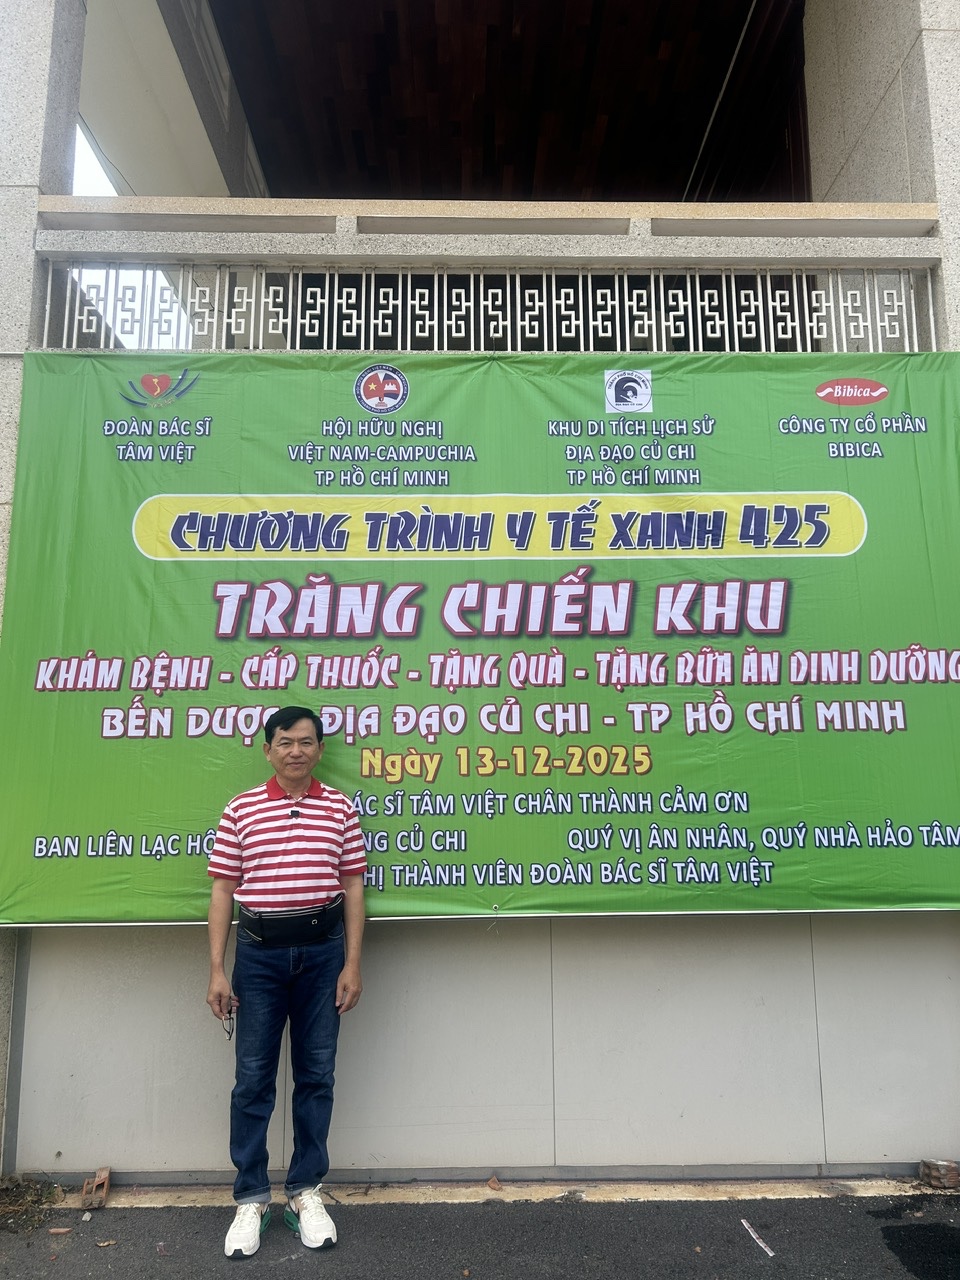 ĐOÀN BÁC SĨ
TÂM VIỆT
HỘI HỮU NGHỊ
VIỆT NAM-CAMPUCHIA
TP HỒ CHÍ MINH
KHU DI TÍCH LỊCH SỬ
ĐỊA ĐẠO CỦ CHI
TP HỒ CHÍ MINH
Bibica
CÔNG TY CỔ PHẦN
BIBICA
CHƯƠNG TRÌNH Y TẾ XANH 425
TRĂNG CHIẾN KHU
KHÁM BỆNH - CẤP THUỐC - TẶNG QUÀ - TẶNG BỮA ĂN DINH DƯỠNG
BẾN DƯỢC - ĐỊA ĐẠO CỦ CHI - TP HỒ CHÍ MINH
Ngày 13-12-2025
BÁC SĨ TÂM VIỆT CHÂN THÀNH CẢM ƠN
BAN LIÊN LẠC CỦ CHI QUÝ VỊ ÂN NHÂN, QUÝ NHÀ HẢO TÂM
THÀNH VIÊN ĐOÀN BÁC SĨ TÂM VIỆT